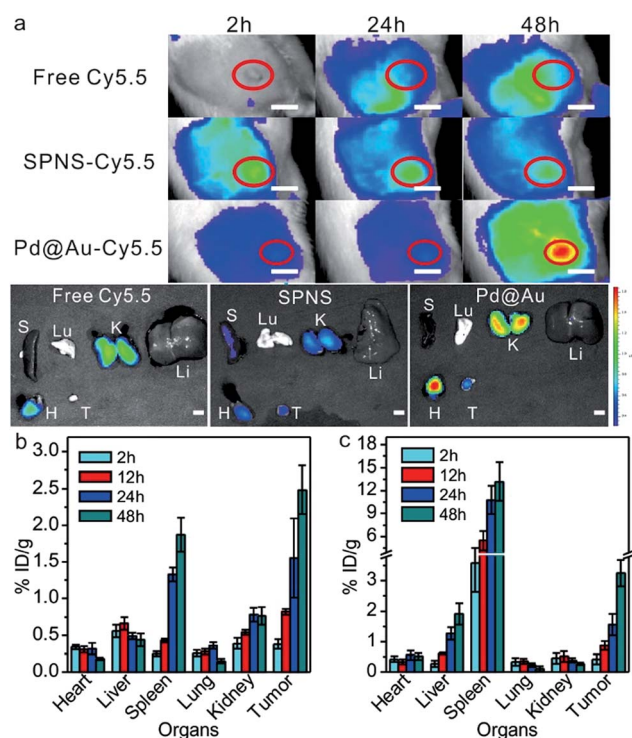 a
2h 24h 48h
Free Cy5.5
SPNS-Cy5.5
Pd@Au-Cy5.5
Free Cy5.5 SPNS Pd@Au
S Lu K Li H T
S Lu K Li H T
S Lu K Li H T
b
2h
12h
24h
48h
3.0
2.5
2.0
1.5
1.0
0.5
0.0
% ID/g
Heart Liver Spleen Lung Kidney Tumor
Organs
c
2h
12h
24h
48h
18
15
12
9
6
4
3
2
1
0
% ID/g
Heart Liver Spleen Lung Kidney Tumor
Organs